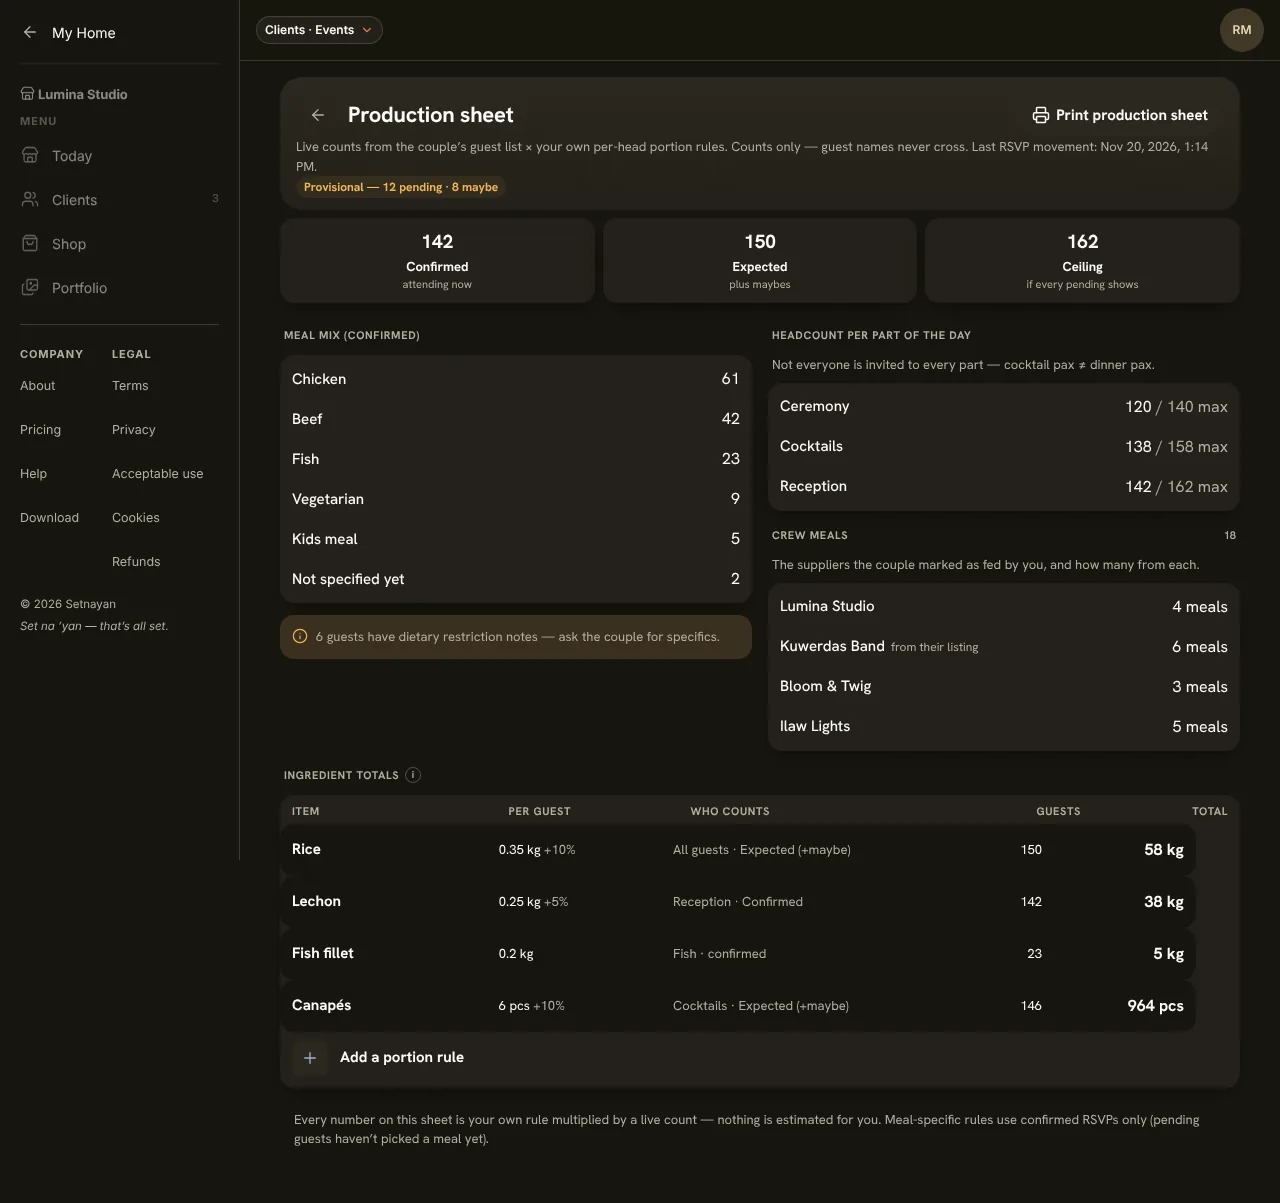 My Home
Clients · Events
RM
Lumina Studio
MENU
Today
Clients 3
Shop
Portfolio
COMPANY LEGAL
About Terms
Pricing Privacy
Help Acceptable use
Download Cookies
Refunds
© 2026 Setnayan
Set na 'yan — that's all set.
Production sheet
Print production sheet
Live counts from the couple's guest list × your own per-head portion rules. Counts only — guest names never cross. Last RSVP movement: Nov 20, 2026, 1:14
PM.
Provisional — 12 pending · 8 maybe
142
Confirmed
attending now
150
Expected
plus maybes
162
Ceiling
if every pending shows
MEAL MIX (CONFIRMED)
Chicken 61
Beef 42
Fish 23
Vegetarian 9
Kids meal 5
Not specified yet 2
6 guests have dietary restriction notes — ask the couple for specifics.
HEADCOUNT PER PART OF THE DAY
Not everyone is invited to every part — cocktail pax ≠ dinner pax.
Ceremony 120 / 140 max
Cocktails 138 / 158 max
Reception 142 / 162 max
CREW MEALS 18
The suppliers the couple marked as fed by you, and how many from each.
Lumina Studio 4 meals
Kuwerdas Band from their listing 6 meals
Bloom & Twig 3 meals
Ilaw Lights 5 meals
INGREDIENT TOTALS i
ITEM PER GUEST WHO COUNTS GUESTS TOTAL
Rice 0.35 kg +10% All guests · Expected (+maybe) 150 58 kg
Lechon 0.25 kg +5% Reception · Confirmed 142 38 kg
Fish fillet 0.2 kg Fish · confirmed 23 5 kg
Canapés 6 pcs +10% Cocktails · Expected (+maybe) 146 964 pcs
Add a portion rule
Every number on this sheet is your own rule multiplied by a live count — nothing is estimated for you. Meal-specific rules use confirmed RSVPs only (pending
guests haven't picked a meal yet).